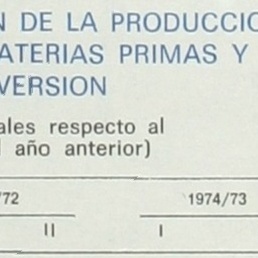 N DE LA PRODUCCIO
ATERIAS PRIMAS Y
VERSION
ales respecto al
l año anterior)
/72 1974/73
II I